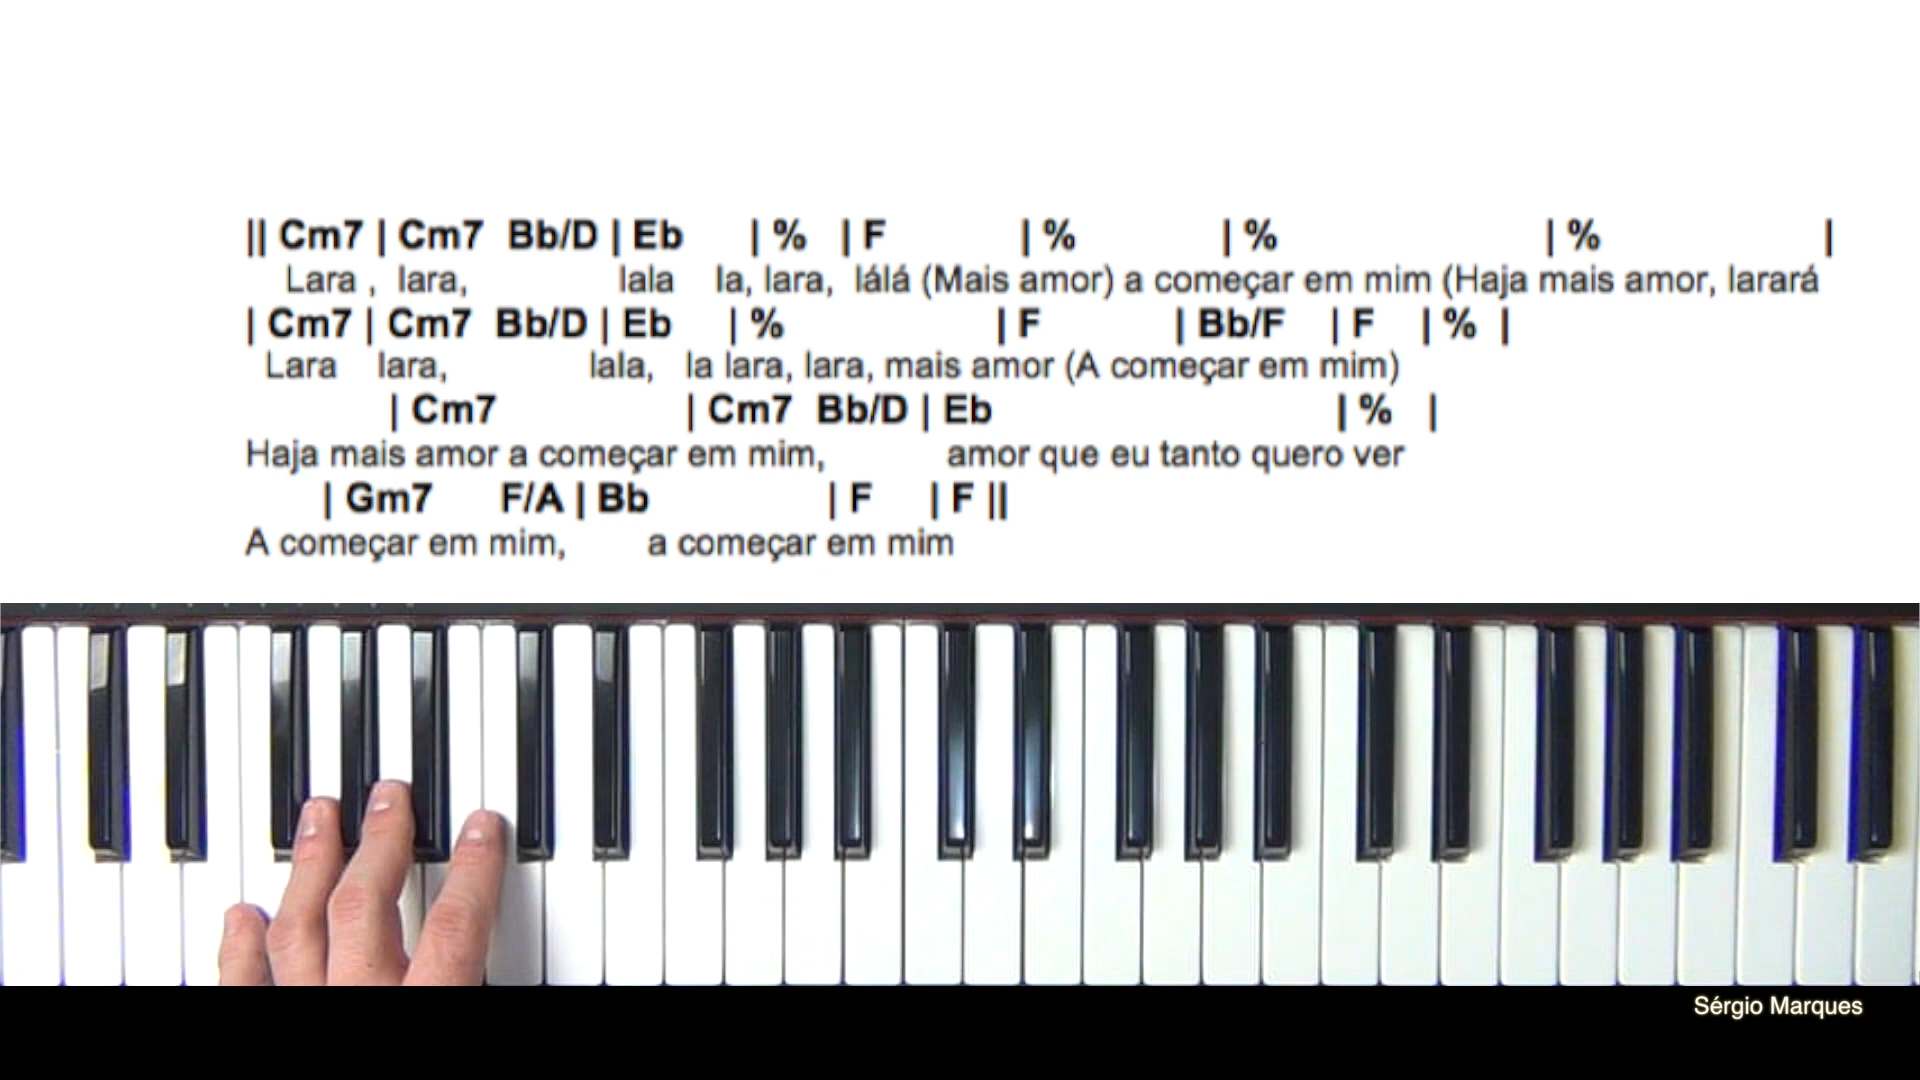 || Cm7 | Cm7 Bb/D | Eb | % | F | % | % | % |
Lara , lara, lala la, lara, lálá (Mais amor) a começar em mim (Haja mais amor, larará
| Cm7 | Cm7 Bb/D | Eb | % | F | Bb/F | F | % |
Lara lara, lala, la lara, lara, mais amor (A começar em mim)
| Cm7 | Cm7 Bb/D | Eb | % |
Haja mais amor a começar em mim, amor que eu tanto quero ver
| Gm7 F/A | Bb | F | F ||
A começar em mim, a começar em mim
Sérgio Marques